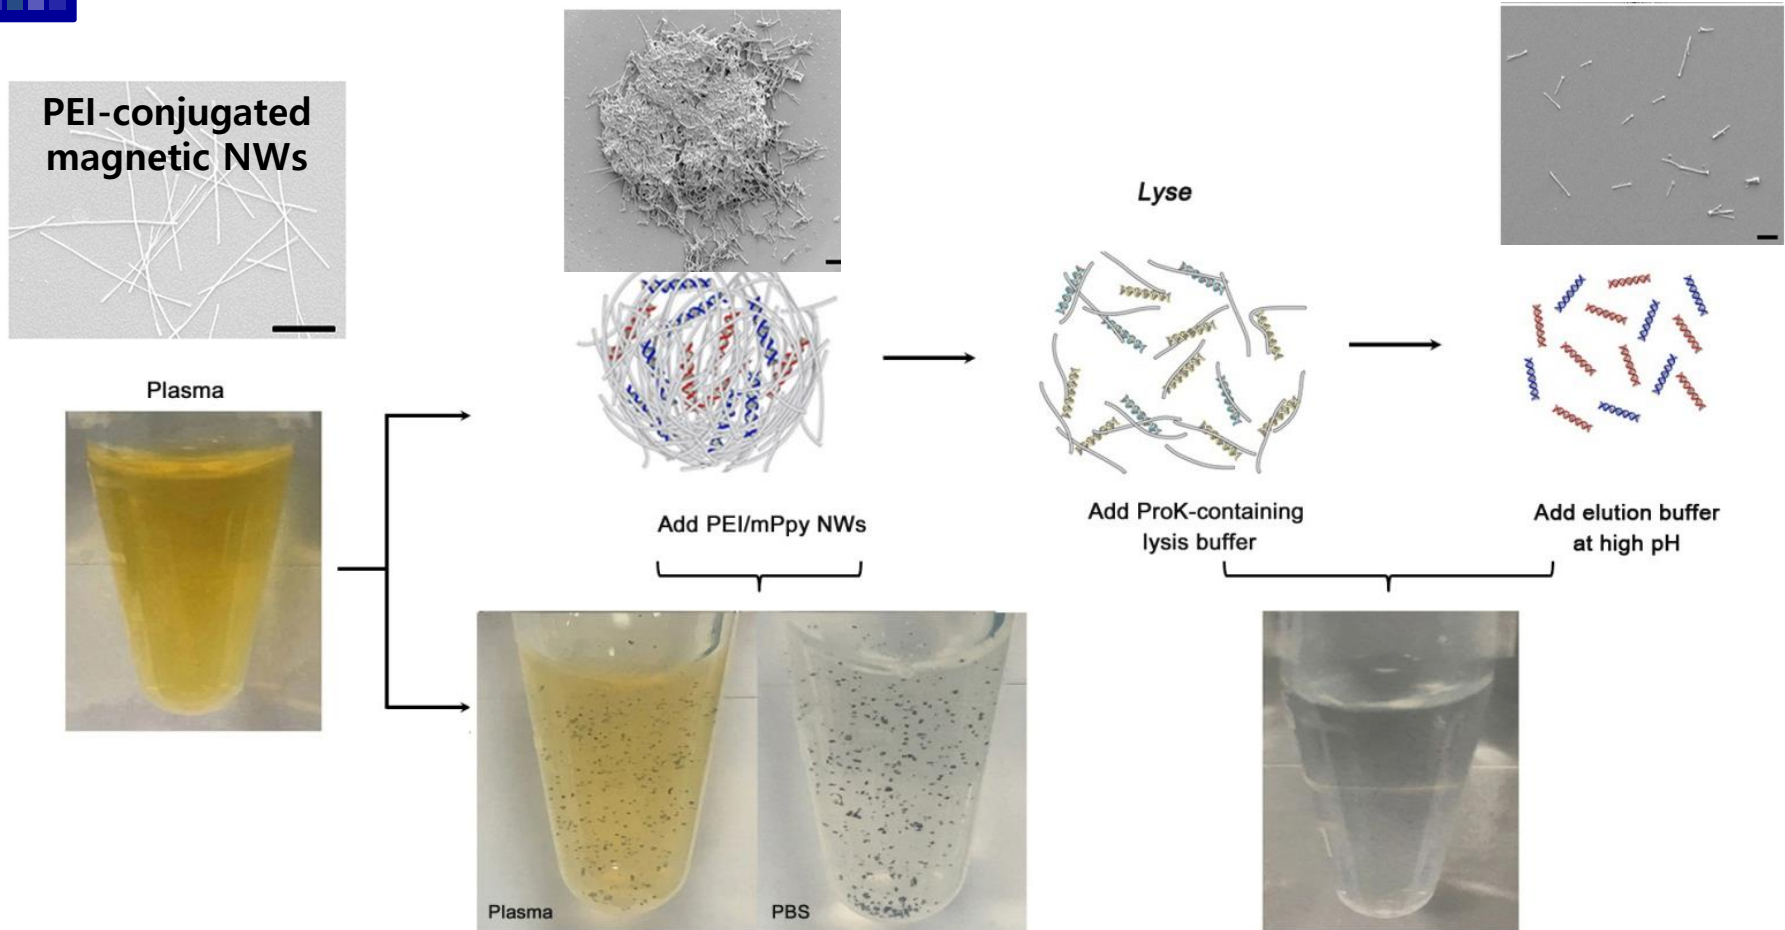 PEI-conjugated
magnetic NWs
Plasma
Add PEI/mPpy NWs
Lyse
Add ProK-containing
lysis buffer
Add elution buffer
at high pH
Plasma
PBS